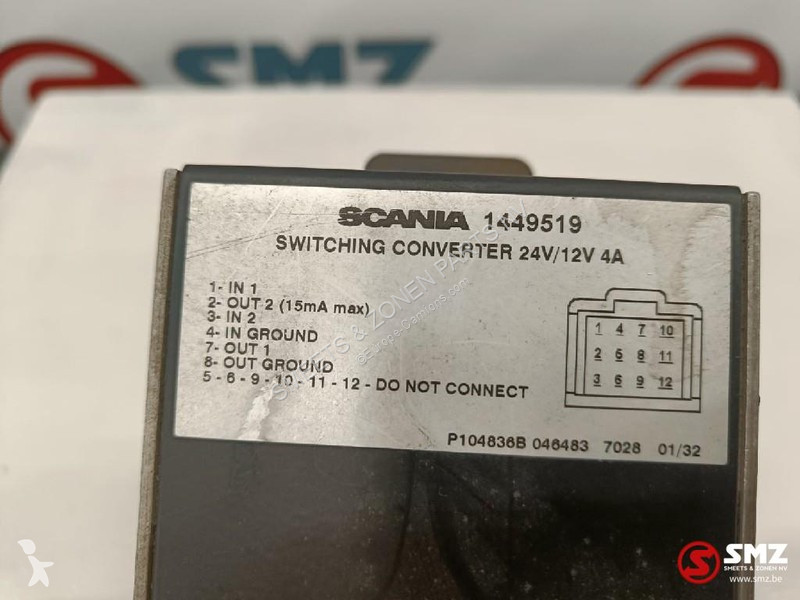 SMZ
SCANIA 1449519
SWITCHING CONVERTER 24V/12V 4A
1- IN 1
2- OUT 2 (15mA max)
3- IN 2
4- IN GROUND
7- OUT 1
8- OUT GROUND
5 - 6 - 9 - 10 - 11 - 12 - DO NOT CONNECT
1 4 7 10
2 6 8 11
3 6 9 12
P104836B 046483 7028 01/32
SMZ
SMEETS & ZONEN NV
www.smz.be